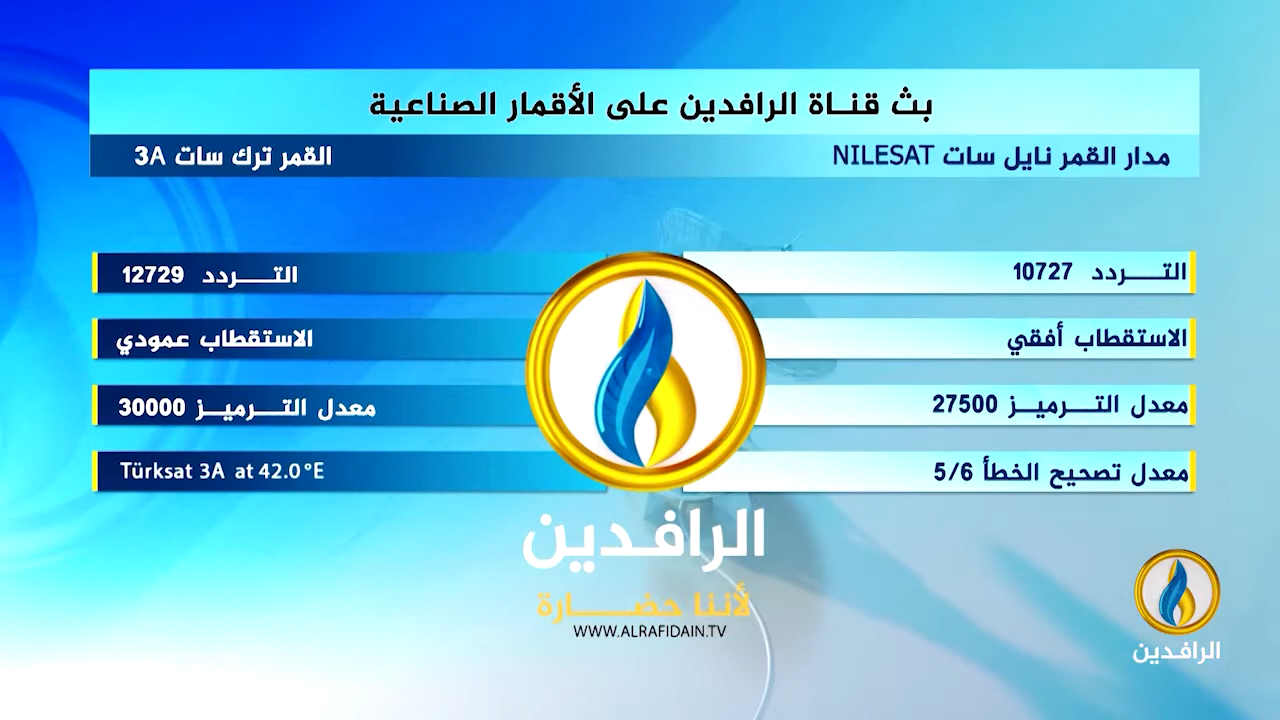 بث قناة الرافدين على الأقمار الصناعية
مدار القمر نايل سات NILESAT
القمر ترك سات 3A
التردد 10727
التردد 12729
الاستقطاب أفقي
الاستقطاب عمودي
معدل الترميز 27500
معدل الترميز 30000
معدل تصحيح الخطأ 5/6
Türksat 3A at 42.0°E
الرافدين
لأننا حضارة
WWW.ALRAFIDAIN.TV
الرافدين